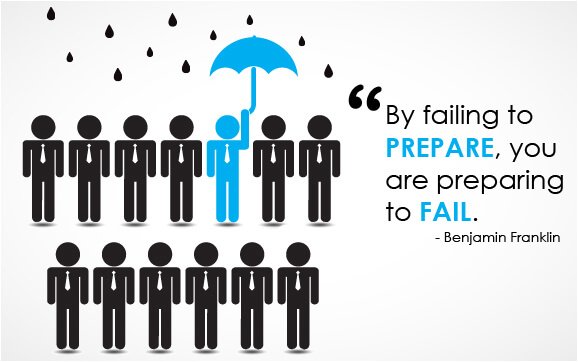 “ By failing to
PREPARE, you
are preparing
to FAIL.
- Benjamin Franklin